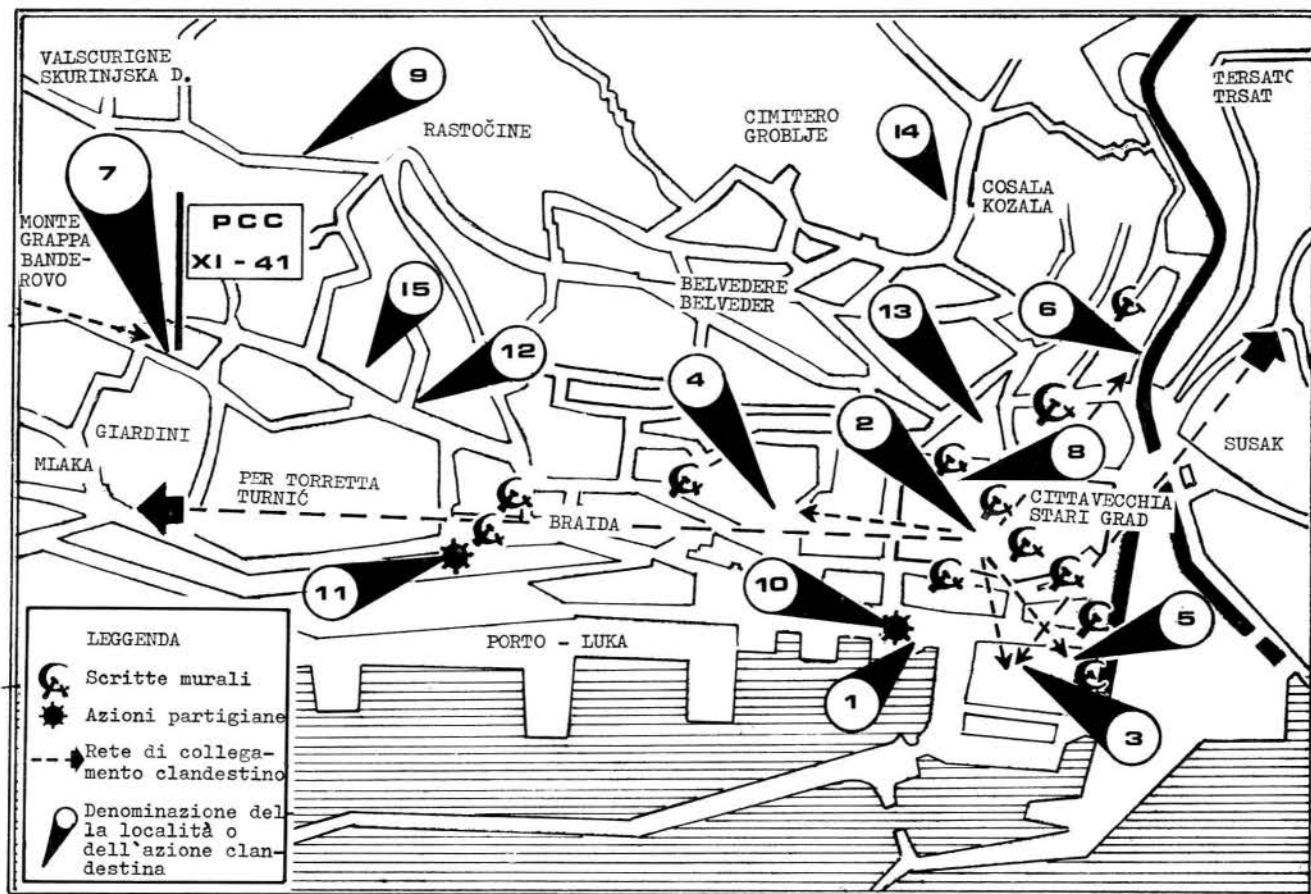 VALSCURIGNE
SKURINJSKA D.
9
RASTOČINE
CIMITERO
GROBLJE
14
TERSATC
TRSAT
7
PCC
XI-41
COSALA
KOZALA
MONTE
GRAPPA
BANDE-
ROVO
15
BELVEDERE
BELVEDER
13
6
12
4
2
8
GIARDINI
MLAKA
PER TORRETTA
TURNIĆ
BRAIDA
CITTAVECCHIA
STARI GRAD
SUSAK
11
10
PORTO - LUKA
5
1
3
LEGGENDA
Scritte murali
Azioni partigiane
Rete di collega-
mento clandestino
Denominazione del
la località o
dell'azione clan-
destina